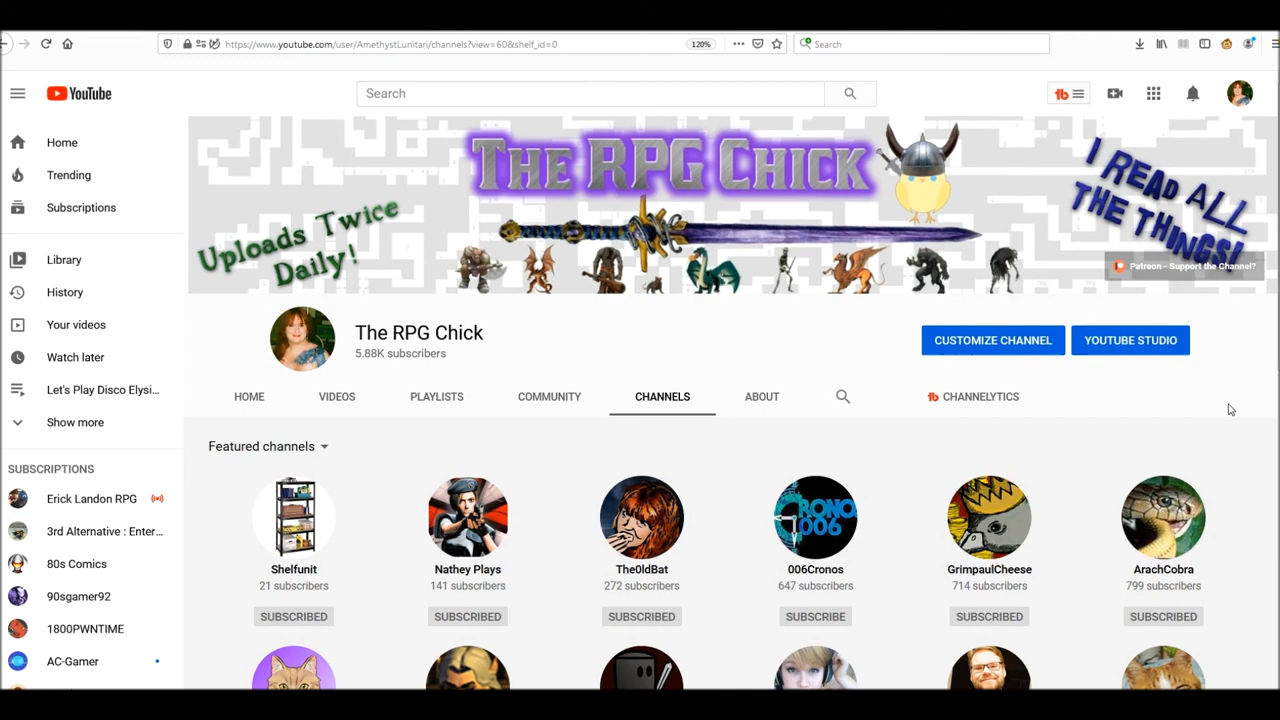 https://www.youtube.com/user/AmethystLunitari/channels?view=60&shelf_id=0
120%
Search
YouTube
Search
Home
Trending
Subscriptions
Library
History
Your videos
Watch later
Let's Play Disco Elysi...
Show more
SUBSCRIPTIONS
Erick Landon RPG
3rd Alternative : Enter...
80s Comics
90sgamer92
1800PWNTIME
AC-Gamer
THE RPG CHICK
Uploads Twice
Daily!
I READ ALL
THE THINGS!
Patreon - Support the Channel?
The RPG Chick
5.88K subscribers
CUSTOMIZE CHANNEL
YOUTUBE STUDIO
HOME
VIDEOS
PLAYLISTS
COMMUNITY
CHANNELS
ABOUT
CHANNELYTICS
Featured channels
CRONO
006
Shelfunit
Nathey Plays
The0ldBat
006Cronos
GrimpaulCheese
ArachCobra
21 subscribers
141 subscribers
272 subscribers
647 subscribers
714 subscribers
799 subscribers
SUBSCRIBED
SUBSCRIBED
SUBSCRIBED
SUBSCRIBE
SUBSCRIBED
SUBSCRIBED